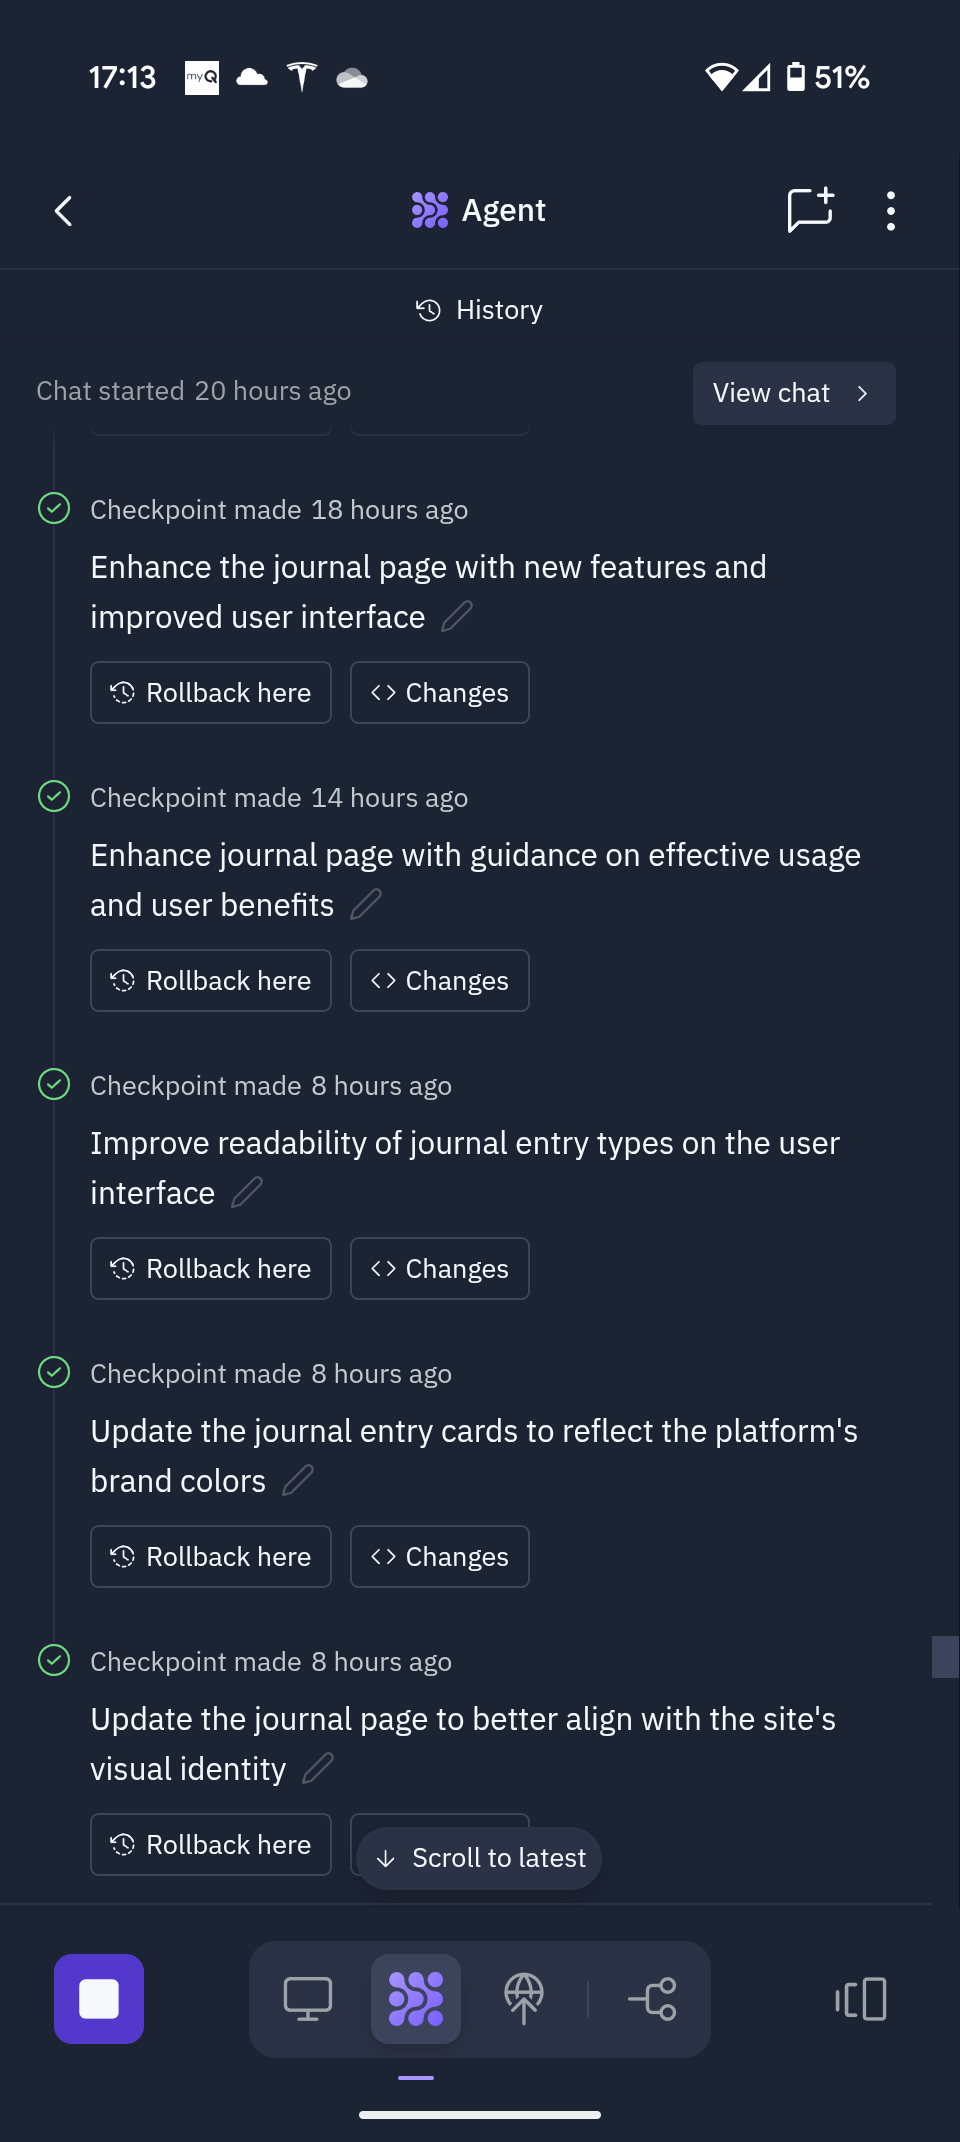 17:13 myQ 51%
Agent
History
Chat started 20 hours ago
View chat
Checkpoint made 18 hours ago
Enhance the journal page with new features and
improved user interface
Rollback here Changes
Checkpoint made 14 hours ago
Enhance journal page with guidance on effective usage
and user benefits
Rollback here Changes
Checkpoint made 8 hours ago
Improve readability of journal entry types on the user
interface
Rollback here Changes
Checkpoint made 8 hours ago
Update the journal entry cards to reflect the platform's
brand colors
Rollback here Changes
Checkpoint made 8 hours ago
Update the journal page to better align with the site's
visual identity
Rollback here
Scroll to latest